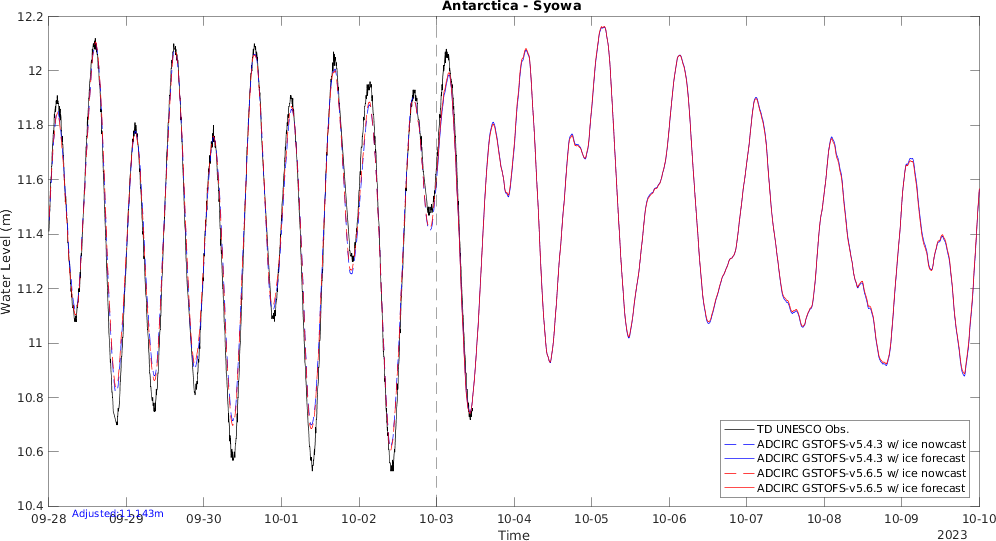 Antarctica - Syowa
12.2
12
11.8
11.6
11.4
11.2
11
10.8
10.6
10.4
Water Level (m)
TD UNESCO Obs.
ADCIRC GSTOFS-v5.4.3 w/ ice nowcast
ADCIRC GSTOFS-v5.4.3 w/ ice forecast
ADCIRC GSTOFS-v5.6.5 w/ ice nowcast
ADCIRC GSTOFS-v5.6.5 w/ ice forecast
Adjusted:11.143m
09-28 09-29 09-30 10-01 10-02 10-03 10-04 10-05 10-06 10-07 10-08 10-09 10-10
Time
2023